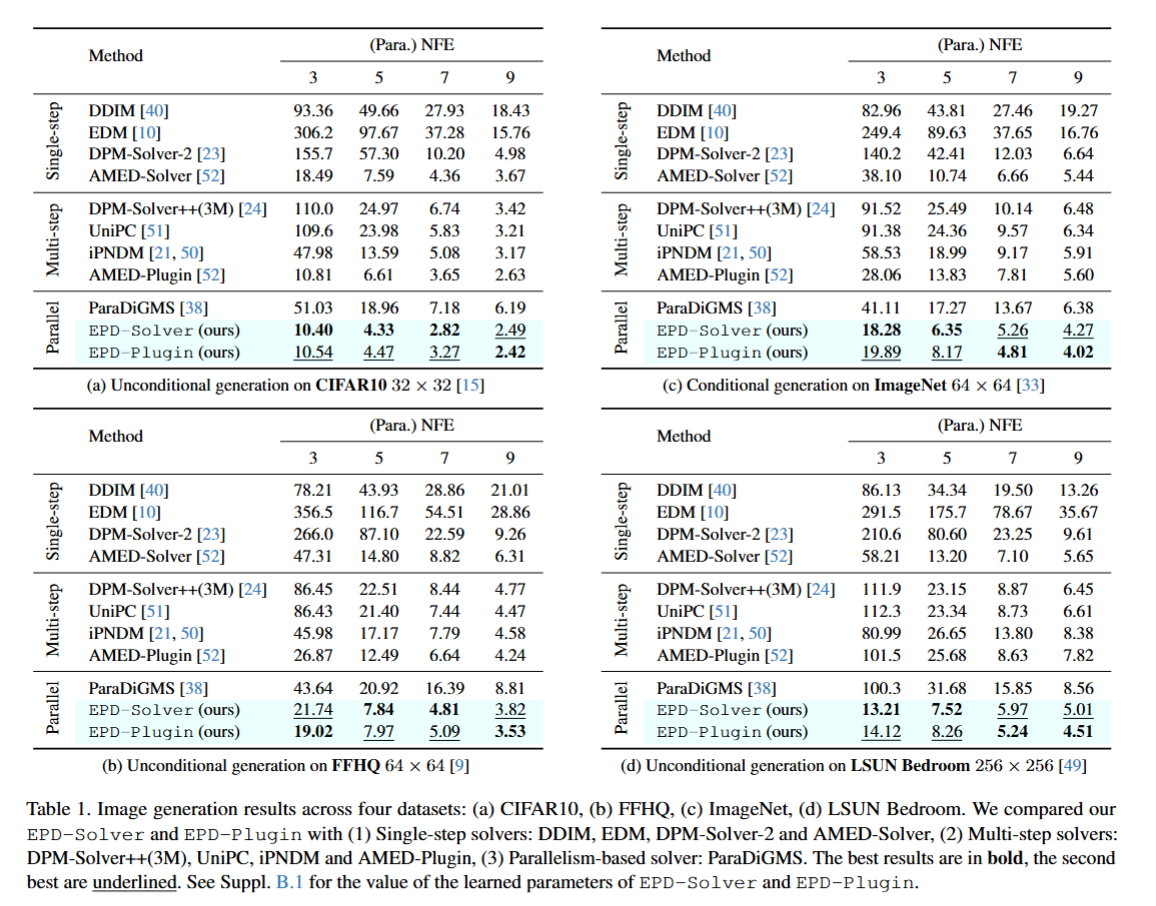 Method (Para.) NFE
3 5 7 9
Single-step
DDIM [40] 93.36 49.66 27.93 18.43
EDM [10] 306.2 97.67 37.28 15.76
DPM-Solver-2 [23] 155.7 57.30 10.20 4.98
AMED-Solver [52] 18.49 7.59 4.36 3.67
Multi-step
DPM-Solver++(3M) [24] 110.0 24.97 6.74 3.42
UniPC [51] 109.6 23.98 5.83 3.21
iPNDM [21, 50] 47.98 13.59 5.08 3.17
AMED-Plugin [52] 10.81 6.61 3.65 2.63
Parallel
ParaDiGMS [38] 51.03 18.96 7.18 6.19
EPD-Solver (ours) 10.40 4.33 2.82 2.49
EPD-Plugin (ours) 10.54 4.47 3.27 2.42
(a) Unconditional generation on CIFAR10 32 × 32 [15]
Method (Para.) NFE
3 5 7 9
Single-step
DDIM [40] 82.96 43.81 27.46 19.27
EDM [10] 249.4 89.63 37.65 16.76
DPM-Solver-2 [23] 140.2 42.41 12.03 6.64
AMED-Solver [52] 38.10 10.74 6.66 5.44
Multi-step
DPM-Solver++(3M) [24] 91.52 25.49 10.14 6.48
UniPC [51] 91.38 24.36 9.57 6.34
iPNDM [21, 50] 58.53 18.99 9.17 5.91
AMED-Plugin [52] 28.06 13.83 7.81 5.60
Parallel
ParaDiGMS [38] 41.11 17.27 13.67 6.38
EPD-Solver (ours) 18.28 6.35 5.26 4.27
EPD-Plugin (ours) 19.89 8.17 4.81 4.02
(c) Conditional generation on ImageNet 64 × 64 [33]
Method (Para.) NFE
3 5 7 9
Single-step
DDIM [40] 78.21 43.93 28.86 21.01
EDM [10] 356.5 116.7 54.51 28.86
DPM-Solver-2 [23] 266.0 87.10 22.59 9.26
AMED-Solver [52] 47.31 14.80 8.82 6.31
Multi-step
DPM-Solver++(3M) [24] 86.45 22.51 8.44 4.77
UniPC [51] 86.43 21.40 7.44 4.47
iPNDM [21, 50] 45.98 17.17 7.79 4.58
AMED-Plugin [52] 26.87 12.49 6.64 4.24
Parallel
ParaDiGMS [38] 43.64 20.92 16.39 8.81
EPD-Solver (ours) 21.74 7.84 4.81 3.82
EPD-Plugin (ours) 19.02 7.97 5.09 3.53
(b) Unconditional generation on FFHQ 64 × 64 [9]
Method (Para.) NFE
3 5 7 9
Single-step
DDIM [40] 86.13 34.34 19.50 13.26
EDM [10] 291.5 175.7 78.67 35.67
DPM-Solver-2 [23] 210.6 80.60 23.25 9.61
AMED-Solver [52] 58.21 13.20 7.10 5.65
Multi-step
DPM-Solver++(3M) [24] 111.9 23.15 8.87 6.45
UniPC [51] 112.3 23.34 8.73 6.61
iPNDM [21, 50] 80.99 26.65 13.80 8.38
AMED-Plugin [52] 101.5 25.68 8.63 7.82
Parallel
ParaDiGMS [38] 100.3 31.68 15.85 8.56
EPD-Solver (ours) 13.21 7.52 5.97 5.01
EPD-Plugin (ours) 14.12 8.26 5.24 4.51
(d) Unconditional generation on LSUN Bedroom 256 × 256 [49]
Table 1. Image generation results across four datasets: (a) CIFAR10, (b) FFHQ, (c) ImageNet, (d) LSUN Bedroom. We compared our
EPD-Solver and EPD-Plugin with (1) Single-step solvers: DDIM, EDM, DPM-Solver-2 and AMED-Solver, (2) Multi-step solvers:
DPM-Solver++(3M), UniPC, iPNDM and AMED-Plugin, (3) Parallelism-based solver: ParaDiGMS. The best results are in bold, the second
best are underlined. See Suppl. B.1 for the value of the learned parameters of EPD-Solver and EPD-Plugin.